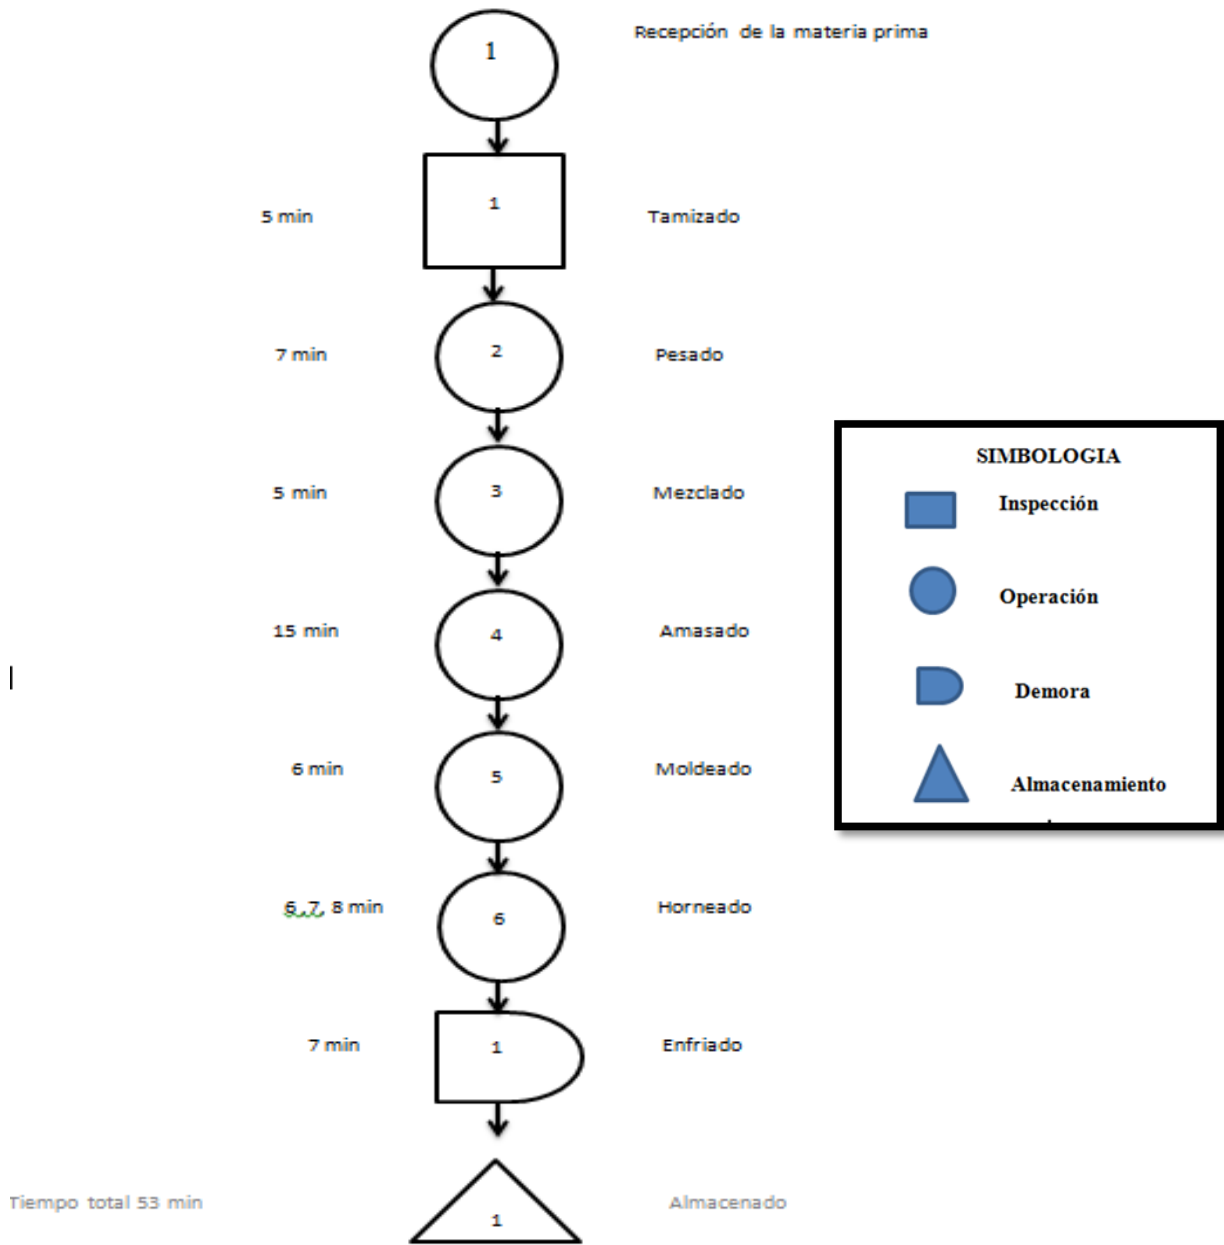 1
Recepción de la materia prima
5 min
1
Tamizado
7 min
2
Pesado
5 min
3
Mezclado
15 min
4
Amasado
6 min
5
Moldeado
6,7, 8 min
6
Horneado
7 min
1
Enfriado
Tiempo total 53 min
1
Almacenado
SIMBOLOGIA
Inspección
Operación
Demora
Almacenamiento